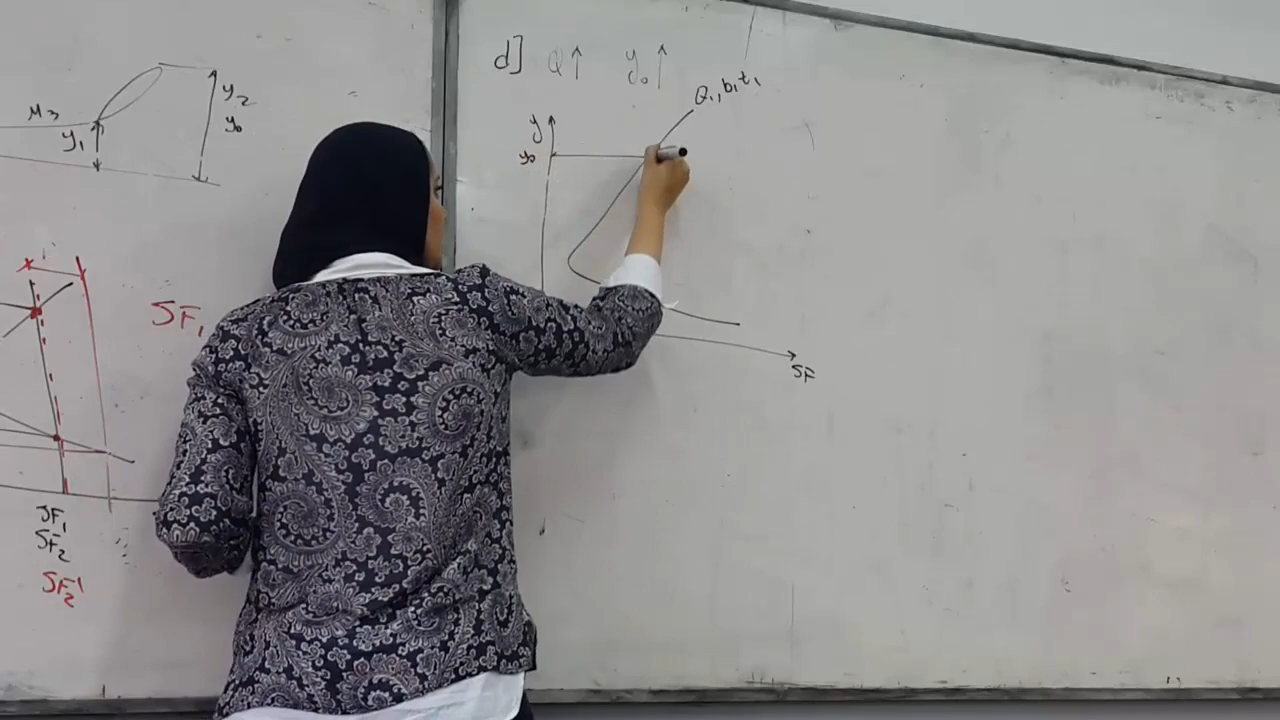 M3
y1
y2
y0
SF1
SF1
SF2
SF2'
d] Q↑ y0↑
Q1, b1, t1
y
y0
SF